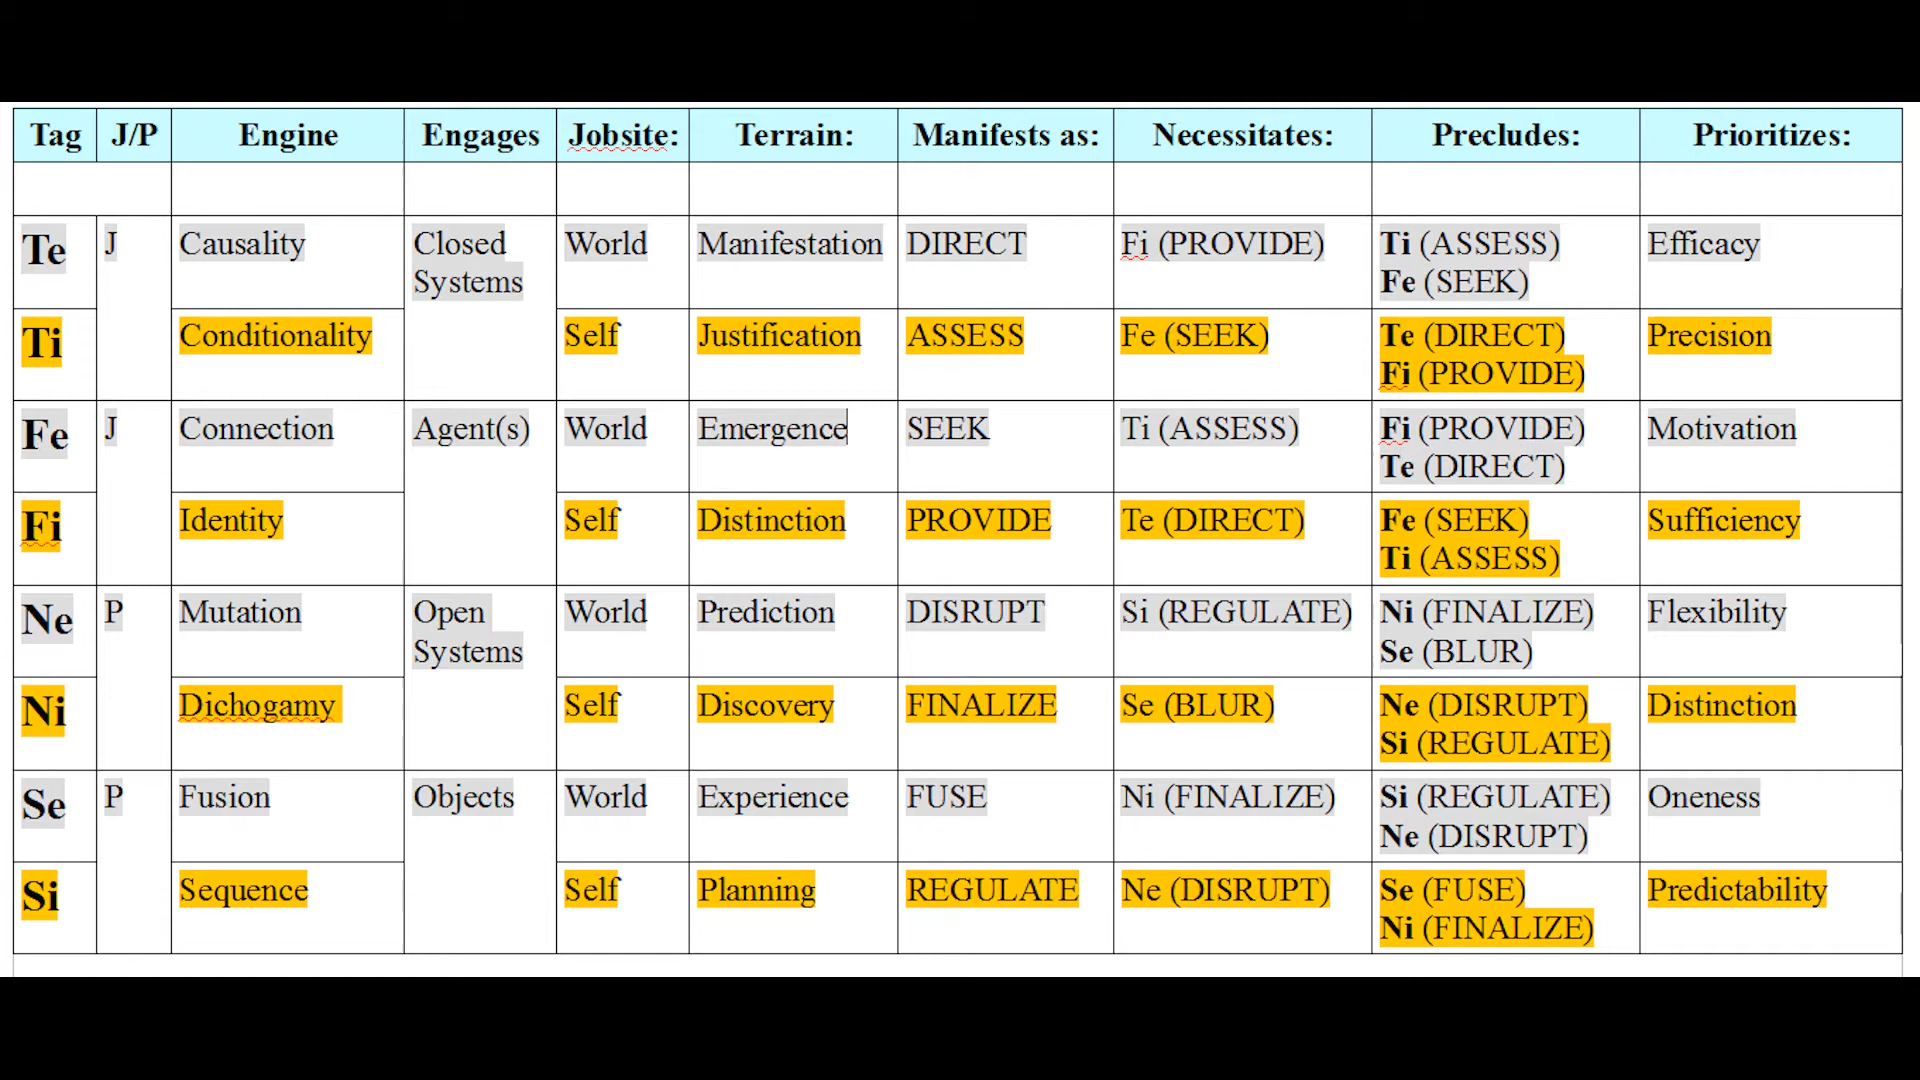 Tag J/P Engine Engages Jobsite: Terrain: Manifests as: Necessitates: Precludes: Prioritizes:
Te J Causality Closed World Manifestation DIRECT Fi (PROVIDE) Ti (ASSESS) Efficacy
Systems Fe (SEEK)
Ti Conditionality Self Justification ASSESS Fe (SEEK) Te (DIRECT) Precision
Fi (PROVIDE)
Fe J Connection Agent(s) World Emergence SEEK Ti (ASSESS) Fi (PROVIDE) Motivation
Te (DIRECT)
Fi Identity Self Distinction PROVIDE Te (DIRECT) Fe (SEEK) Sufficiency
Ti (ASSESS)
Ne P Mutation Open World Prediction DISRUPT Si (REGULATE) Ni (FINALIZE) Flexibility
Systems Se (BLUR)
Ni Dichogamy Self Discovery FINALIZE Se (BLUR) Ne (DISRUPT) Distinction
Si (REGULATE)
Se P Fusion Objects World Experience FUSE Ni (FINALIZE) Si (REGULATE) Oneness
Ne (DISRUPT)
Si Sequence Self Planning REGULATE Ne (DISRUPT) Se (FUSE) Predictability
Ni (FINALIZE)